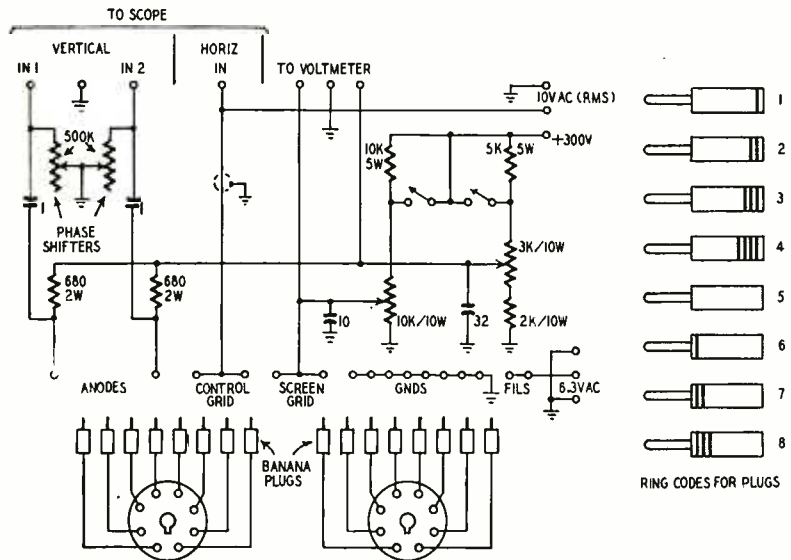 TO SCOPE
VERTICAL
HORIZ
IN 1
IN 2
IN
TO VOLTMETER
10VAC (RMS)
+300V
500K
10K
5W
5K
5W
1
1
PHASE
SHIFTERS
3K/10W
680
2W
680
2W
10
10K/10W
32
2K/10W
ANODES
CONTROL
GRID
SCREEN
GRID
GNDS
FILS
6.3VAC
BANANA
PLUGS
1
2
3
4
5
6
7
8
RING CODES FOR PLUGS